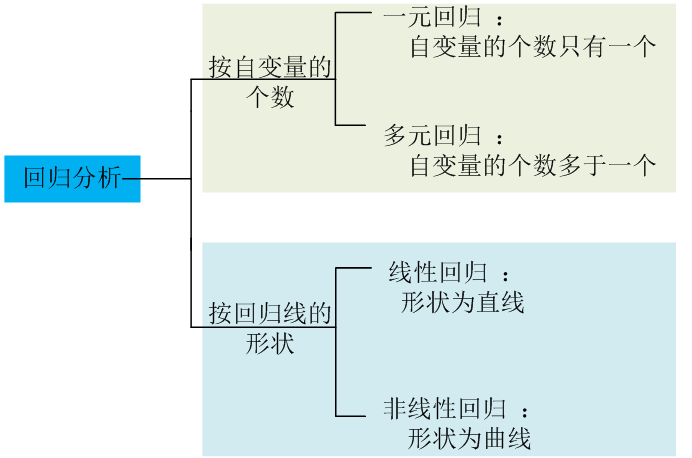 回归分析
按自变量的
个数
一元回归 ：
自变量的个数只有一个
多元回归 ：
自变量的个数多于一个
按回归线的
形状
线性回归 ：
形状为直线
非线性回归 ：
形状为曲线